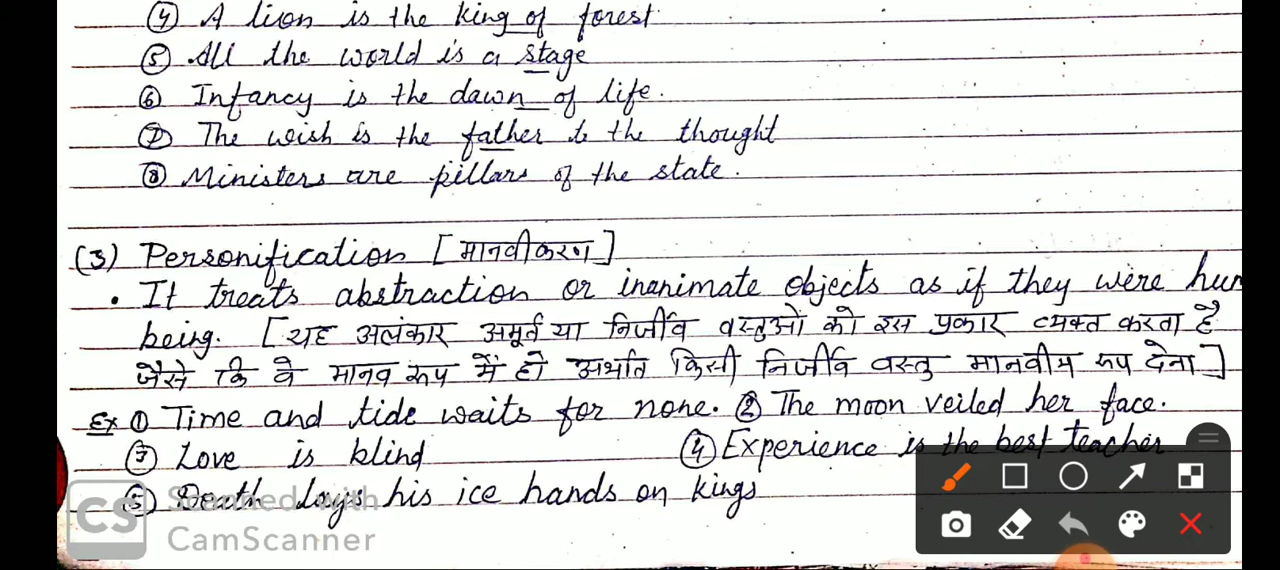 ④ A lion is the king of forest
⑤ All the world is a stage
⑥ Infancy is the dawn of life.
⑦ The wish is the father to the thought
⑧ Ministers are pillars of the state.
(3) Personification [मानवीकरण]
• It treats abstraction or inanimate objects as if they were hum
being. [यह अलंकार अमूर्त या निर्जीव वस्तुओं को इस प्रकार व्यक्त करता है
जैसे कि वे मानव रूप में हो अर्थात किसी निर्जीव वस्तु मानवीय रूप देना]
Ex ① Time and tide waits for none. ② The moon veiled her face.
③ Love is blind ④ Experience is the best teacher
⑤ Death lays his ice hands on kings
CS Scanned with
CamScanner